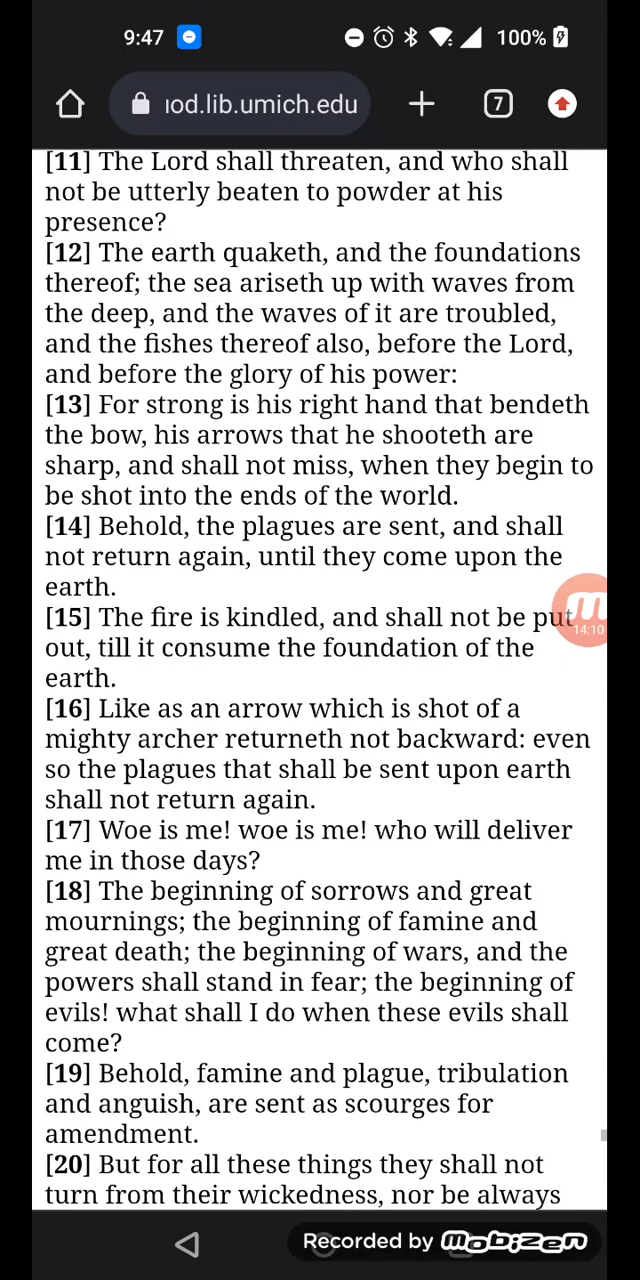 9:47
100%
iod.lib.umich.edu
7
[11] The Lord shall threaten, and who shall
not be utterly beaten to powder at his
presence?
[12] The earth quaketh, and the foundations
thereof; the sea ariseth up with waves from
the deep, and the waves of it are troubled,
and the fishes thereof also, before the Lord,
and before the glory of his power:
[13] For strong is his right hand that bendeth
the bow, his arrows that he shooteth are
sharp, and shall not miss, when they begin to
be shot into the ends of the world.
[14] Behold, the plagues are sent, and shall
not return again, until they come upon the
earth.
[15] The fire is kindled, and shall not be put
14:10
out, till it consume the foundation of the
earth.
[16] Like as an arrow which is shot of a
mighty archer returneth not backward: even
so the plagues that shall be sent upon earth
shall not return again.
[17] Woe is me! woe is me! who will deliver
me in those days?
[18] The beginning of sorrows and great
mournings; the beginning of famine and
great death; the beginning of wars, and the
powers shall stand in fear; the beginning of
evils! what shall I do when these evils shall
come?
[19] Behold, famine and plague, tribulation
and anguish, are sent as scourges for
amendment.
[20] But for all these things they shall not
turn from their wickedness, nor be always
Recorded by mobizen